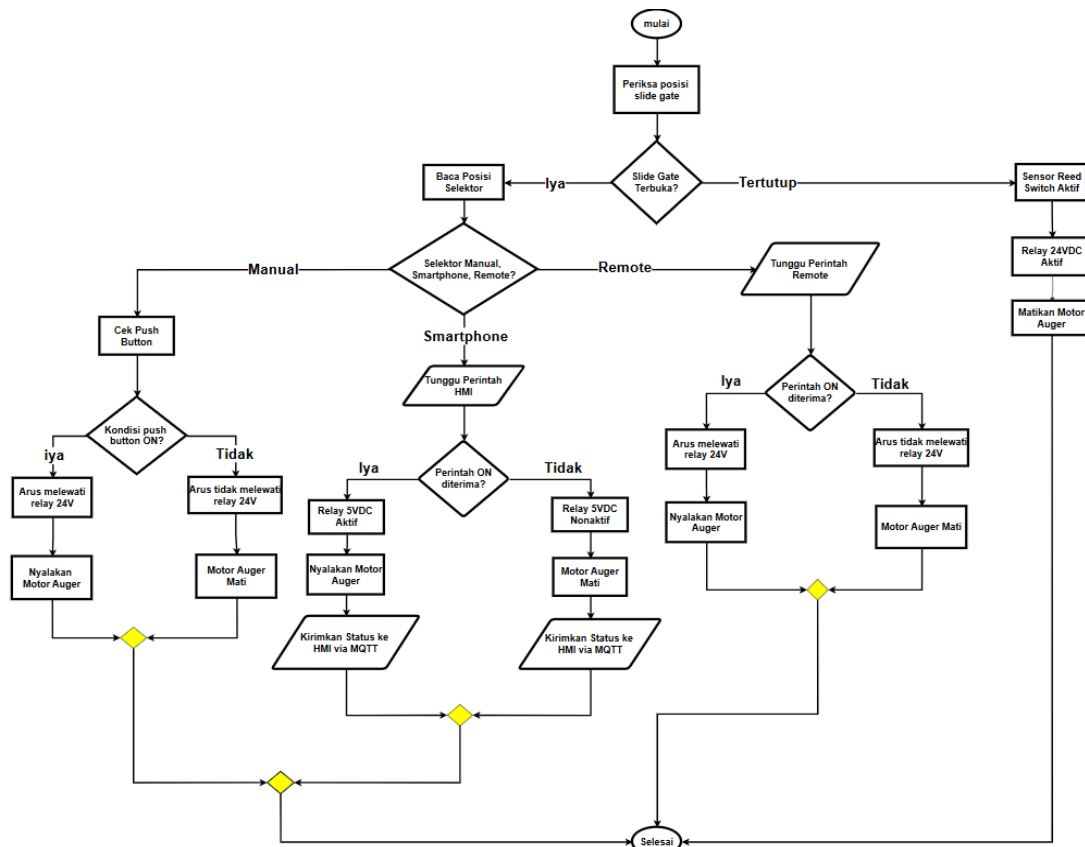 mulai
Periksa posisi
slide gate
Slide Gate
Terbuka?
Iya
Tertutup
Baca Posisi
Selektor
Sensor Reed
Switch Aktif
Selektor Manual,
Smartphone, Remote?
Manual
Remote
Smartphone
Tunggu Perintah
Remote
Relay 24VDC
Aktif
Matikan Motor
Auger
Cek Push
Button
Tunggu Perintah
HMI
Perintah ON
diterima?
Iya
Tidak
Kondisi push
button ON?
iya
Tidak
Perintah ON
diterima?
Iya
Tidak
Arus melewati
relay 24V
Arus tidak melewati
relay 24V
Arus melewati
relay 24V
Arus tidak melewati
relay 24V
Relay 5VDC
Aktif
Relay 5VDC
Nonaktif
Nyalakan Motor
Auger
Motor Auger Mati
Nyalakan
Motor Auger
Motor Auger
Mati
Nyalakan Motor
Auger
Motor Auger
Mati
Kirimkan Status ke
HMI via MQTT
Kirimkan Status ke
HMI via MQTT
Selesai